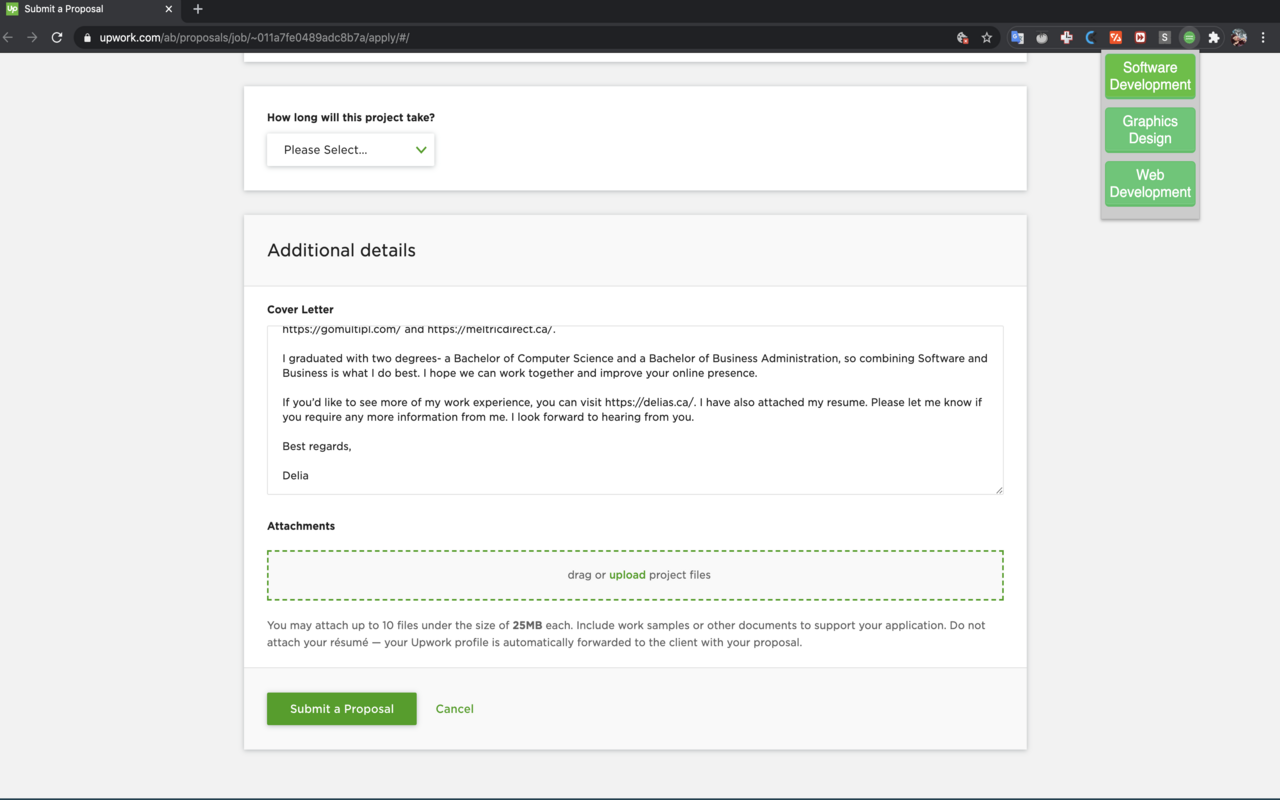 Up Submit a Proposal
upwork.com/ab/proposals/job/~011a7fe0489adc8b7a/apply/#/
S
Software
Development
Graphics
Design
Web
Development
How long will this project take?
Please Select...
Additional details
Cover Letter
https://gomultipl.com/ and https://meltricdirect.ca/.
I graduated with two degrees- a Bachelor of Computer Science and a Bachelor of Business Administration, so combining Software and
Business is what I do best. I hope we can work together and improve your online presence.
If you'd like to see more of my work experience, you can visit https://delias.ca/. I have also attached my resume. Please let me know if
you require any more information from me. I look forward to hearing from you.
Best regards,
Delia
Attachments
drag or upload project files
You may attach up to 10 files under the size of 25MB each. Include work samples or other documents to support your application. Do not
attach your résumé — your Upwork profile is automatically forwarded to the client with your proposal.
Submit a Proposal
Cancel